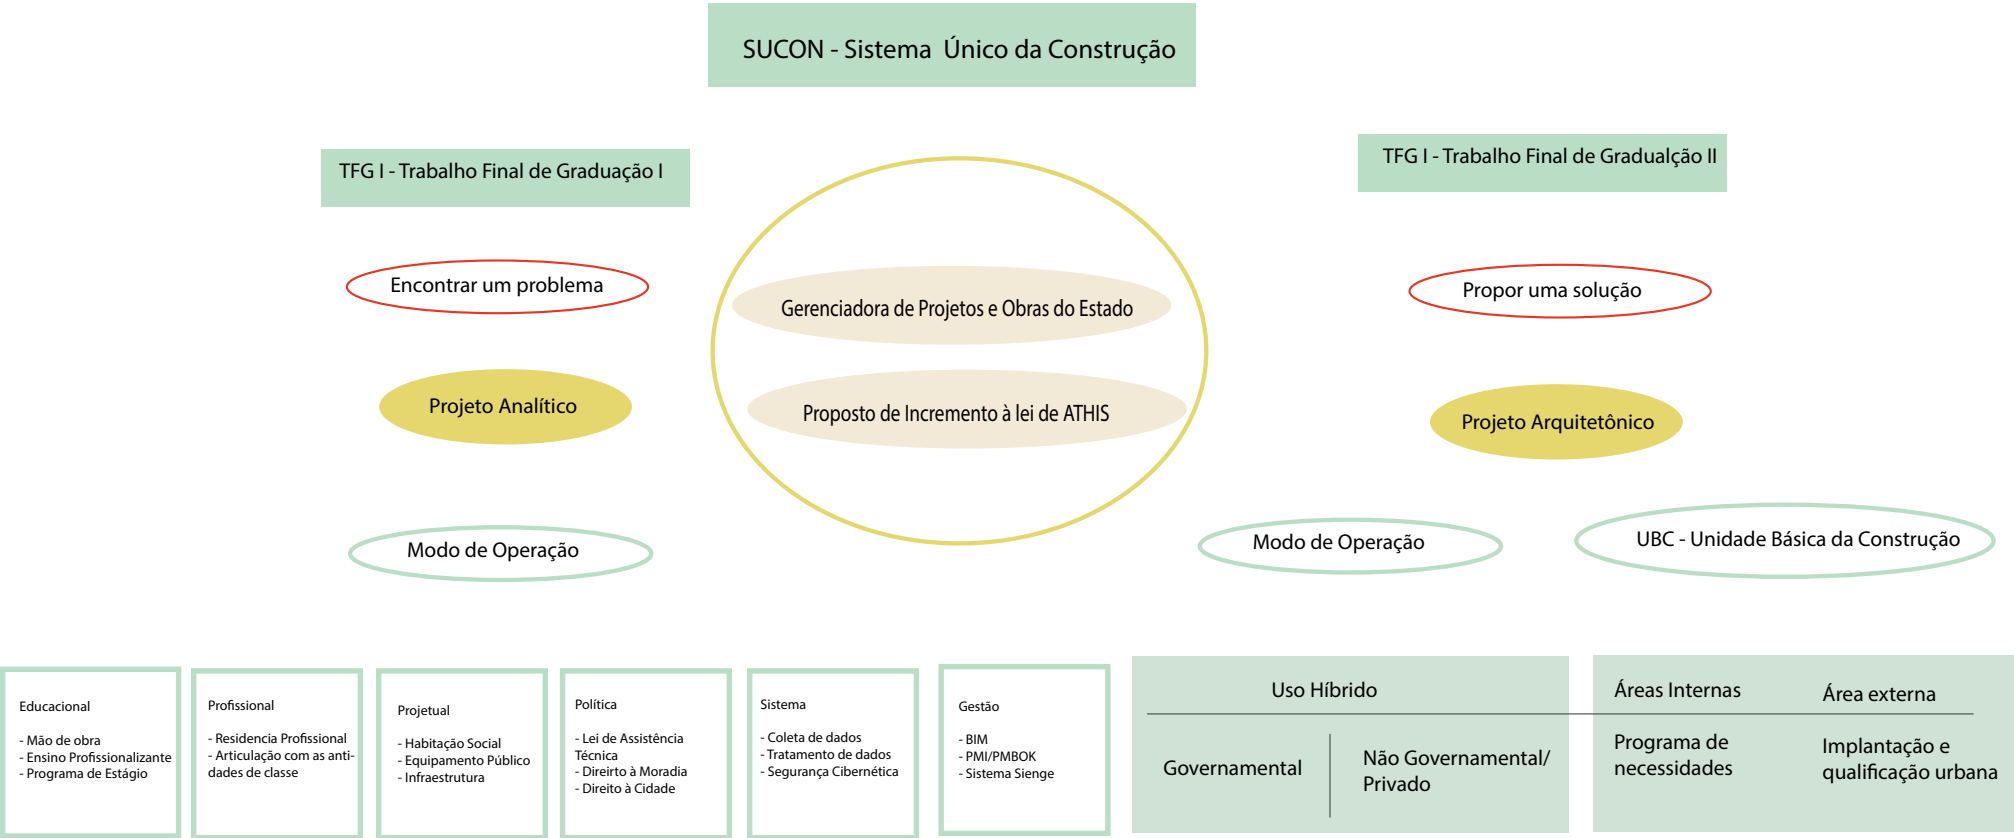 SUCON - Sistema Único da Construção
TFG I - Trabalho Final de Graduação I
Encontrar um problema
Projeto Analítico
Modo de Operação
Gerenciadora de Projetos e Obras do Estado
Proposto de Incremento à lei de ATHIS
TFG I - Trabalho Final de Gradualção II
Propor uma solução
Projeto Arquitetônico
Modo de Operação
UBC - Unidade Básica da Construção
Educacional
- Mão de obra
- Ensino Profissionalizante
- Programa de Estágio
Profissional
- Residencia Profissional
- Articulação com as anti-
dades de classe
Projetual
- Habitação Social
- Equipamento Público
- Infraestrutura
Política
- Lei de Assistência
Técnica
- Direirto à Moradia
- Direito à Cidade
Sistema
- Coleta de dados
- Tratamento de dados
- Segurança Cibernética
Gestão
- BIM
- PMI/PMBOK
- Sistema Sienge
Uso Híbrido
Governamental
Não Governamental/
Privado
Áreas Internas
Programa de
necessidades
Área externa
Implantação e
qualificação urbana